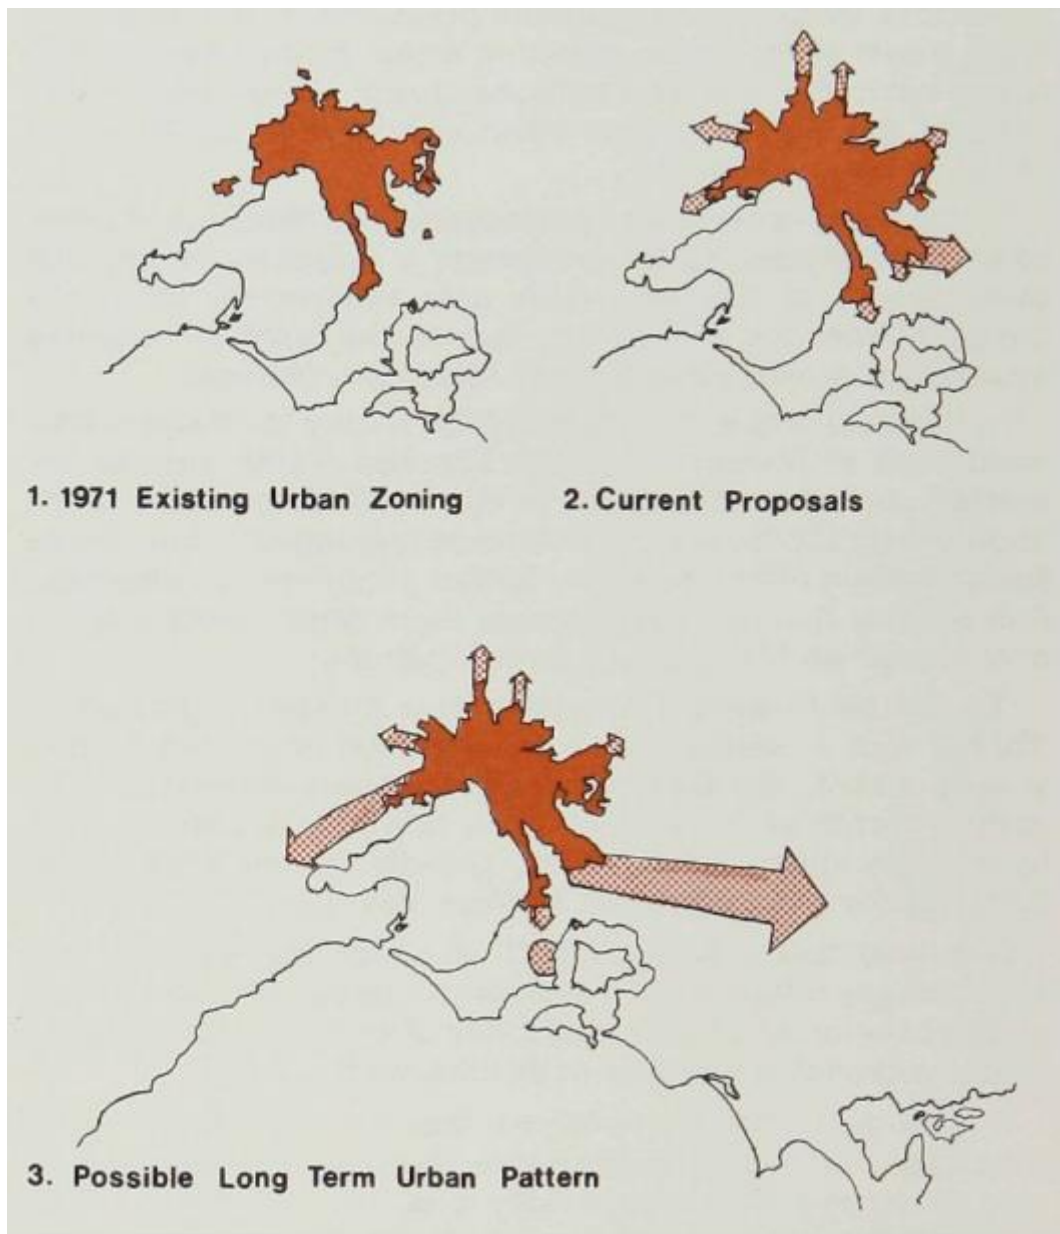 1. 1971 Existing Urban Zoning
2. Current Proposals
3. Possible Long Term Urban Pattern